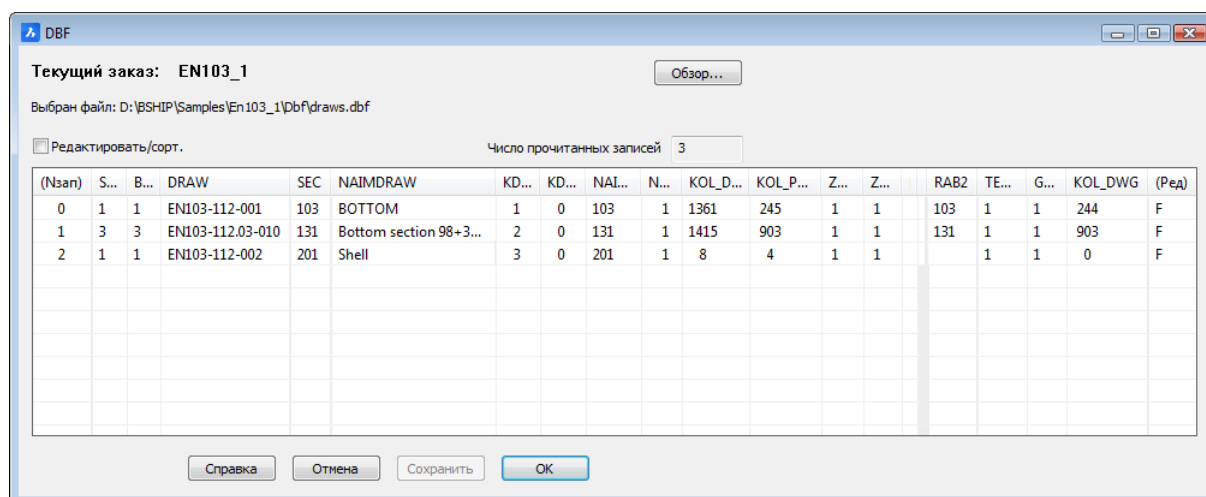 DBF
Текущий заказ: EN103_1 Обзор...
Выбран файл: D:\BSHIP\Samples\En103_1\Dbf\draws.dbf
Редактировать/сорт. Число прочитанных записей 3
(Nзап) S... B... DRAW SEC NAIMDRAW KD... KD... NAI... N... KOL_D... KOL_P... Z... Z... RAB2 TE... G... KOL_DWG (Ред)
0 1 1 EN103-112-001 103 BOTTOM 1 0 103 1 1361 245 1 1 103 1 1 244 F
1 3 3 EN103-112.03-010 131 Bottom section 98+3... 2 0 131 1 1415 903 1 1 131 1 1 903 F
2 1 1 EN103-112-002 201 Shell 3 0 201 1 8 4 1 1 1 1 0 F
Справка Отмена Сохранить OK